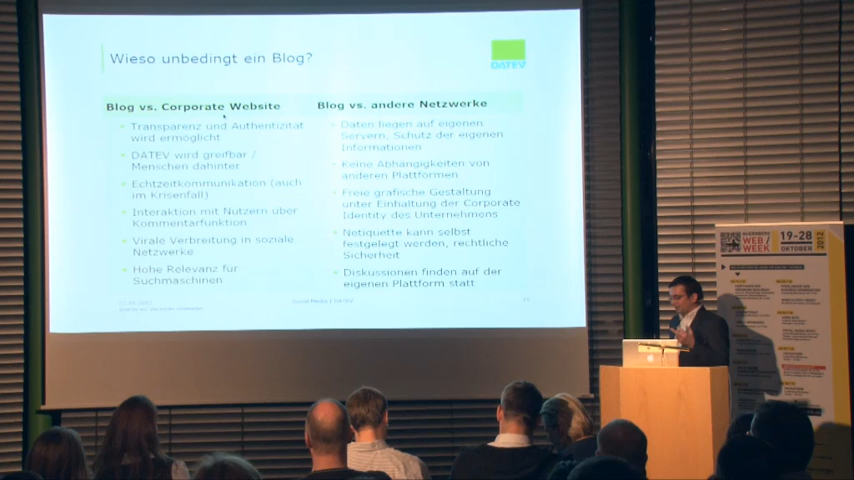 Wieso unbedingt ein Blog?
DATEV
Blog vs. Corporate Website
Transparenz und Authentizität
wird ermöglicht
DATEV wird greifbar /
Menschen dahinter
Echtzeitkommunikation (auch
im Krisenfall)
Interaktion mit Nutzern über
Kommentarfunktion
Virale Verbreitung in soziale
Netzwerke
Hohe Relevanz für
Suchmaschinen
Blog vs. andere Netzwerke
Daten liegen auf eigenen
Servern, Schutz der eigenen
Informationen
Keine Abhängigkeiten von
anderen Plattformen
Freie grafische Gestaltung
unter Einhaltung der Corporate
Identity des Unternehmens
Netiquette kann selbst
festgelegt werden, rechtliche
Sicherheit
Diskussionen finden auf der
eigenen Plattform statt
Social Media | DATEV
WEB/
WEEK
19-28
OKTOBER
2012